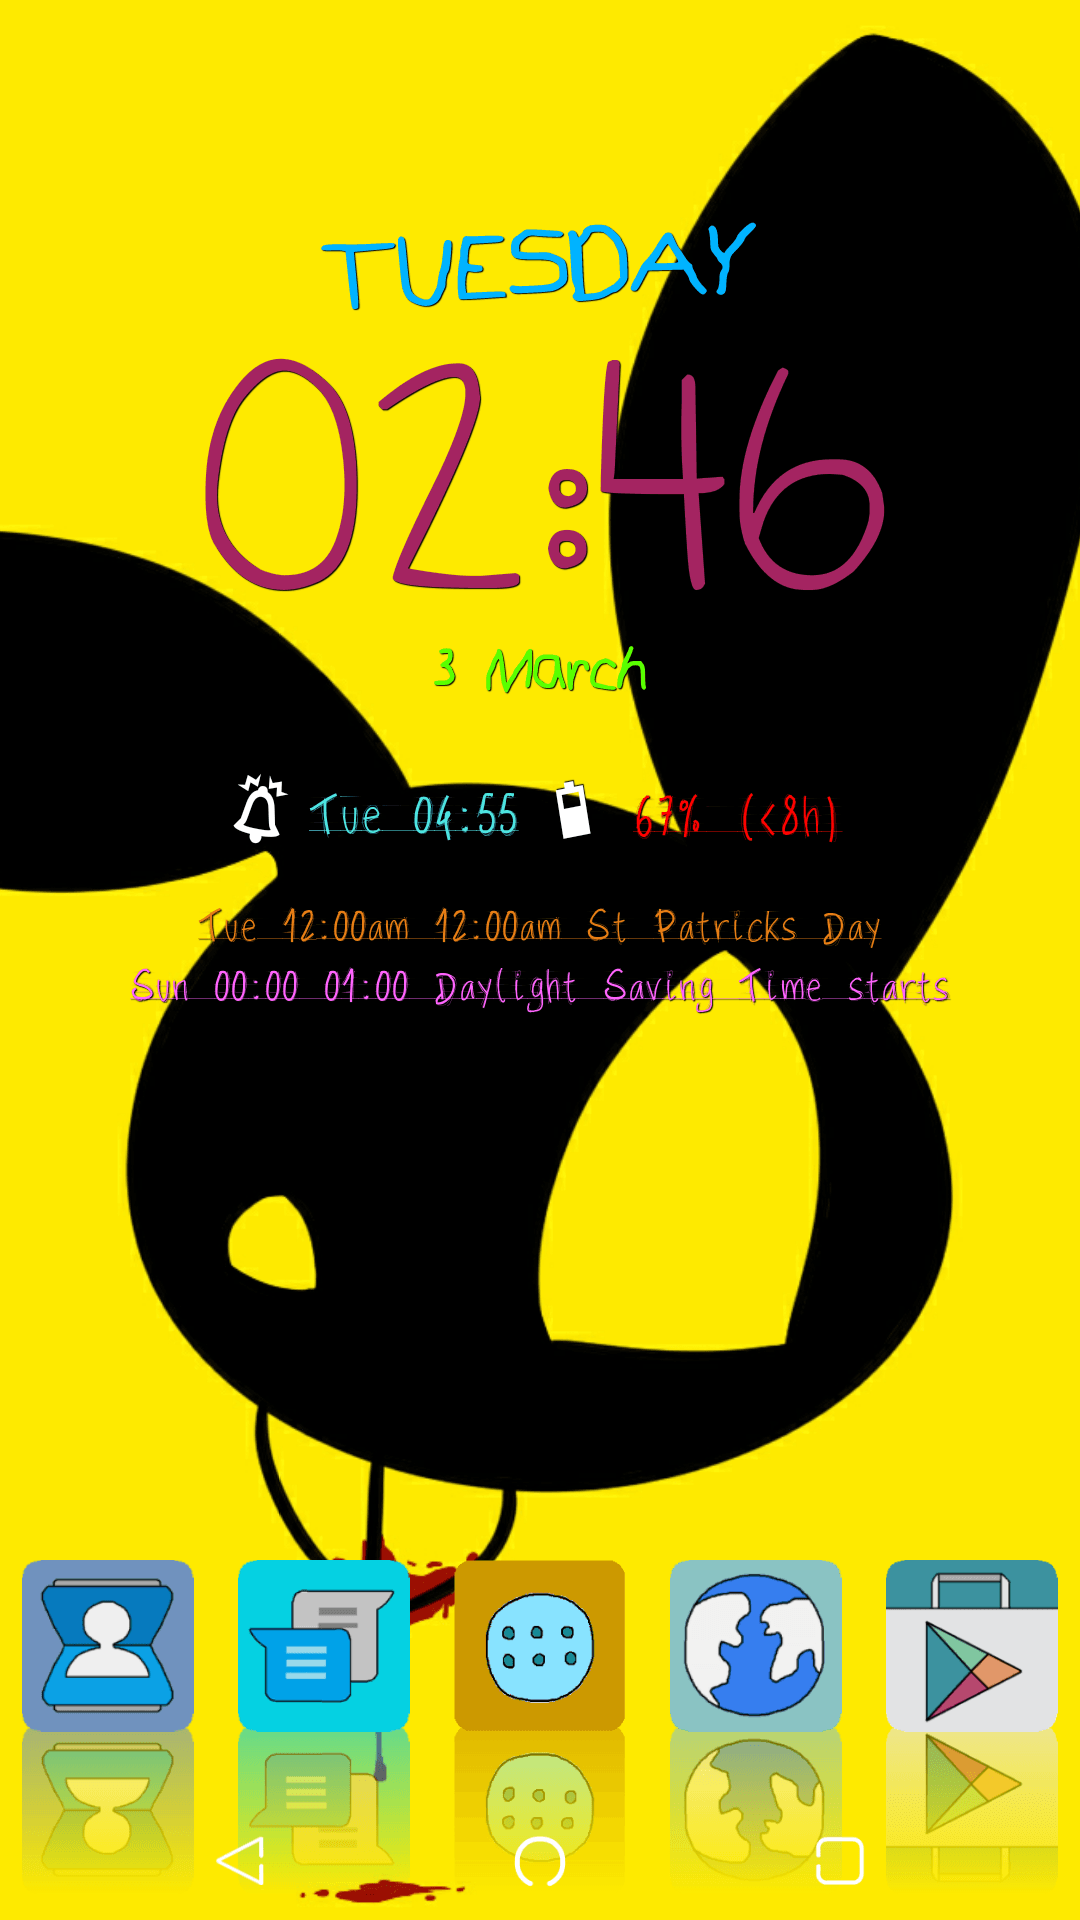 TUESDAY
02:46
3 March
Tue 04:55 67% (<8h)
Tue 12:00am 12:00am St Patricks Day
Sun 00:00 01:00 Daylight Saving Time starts